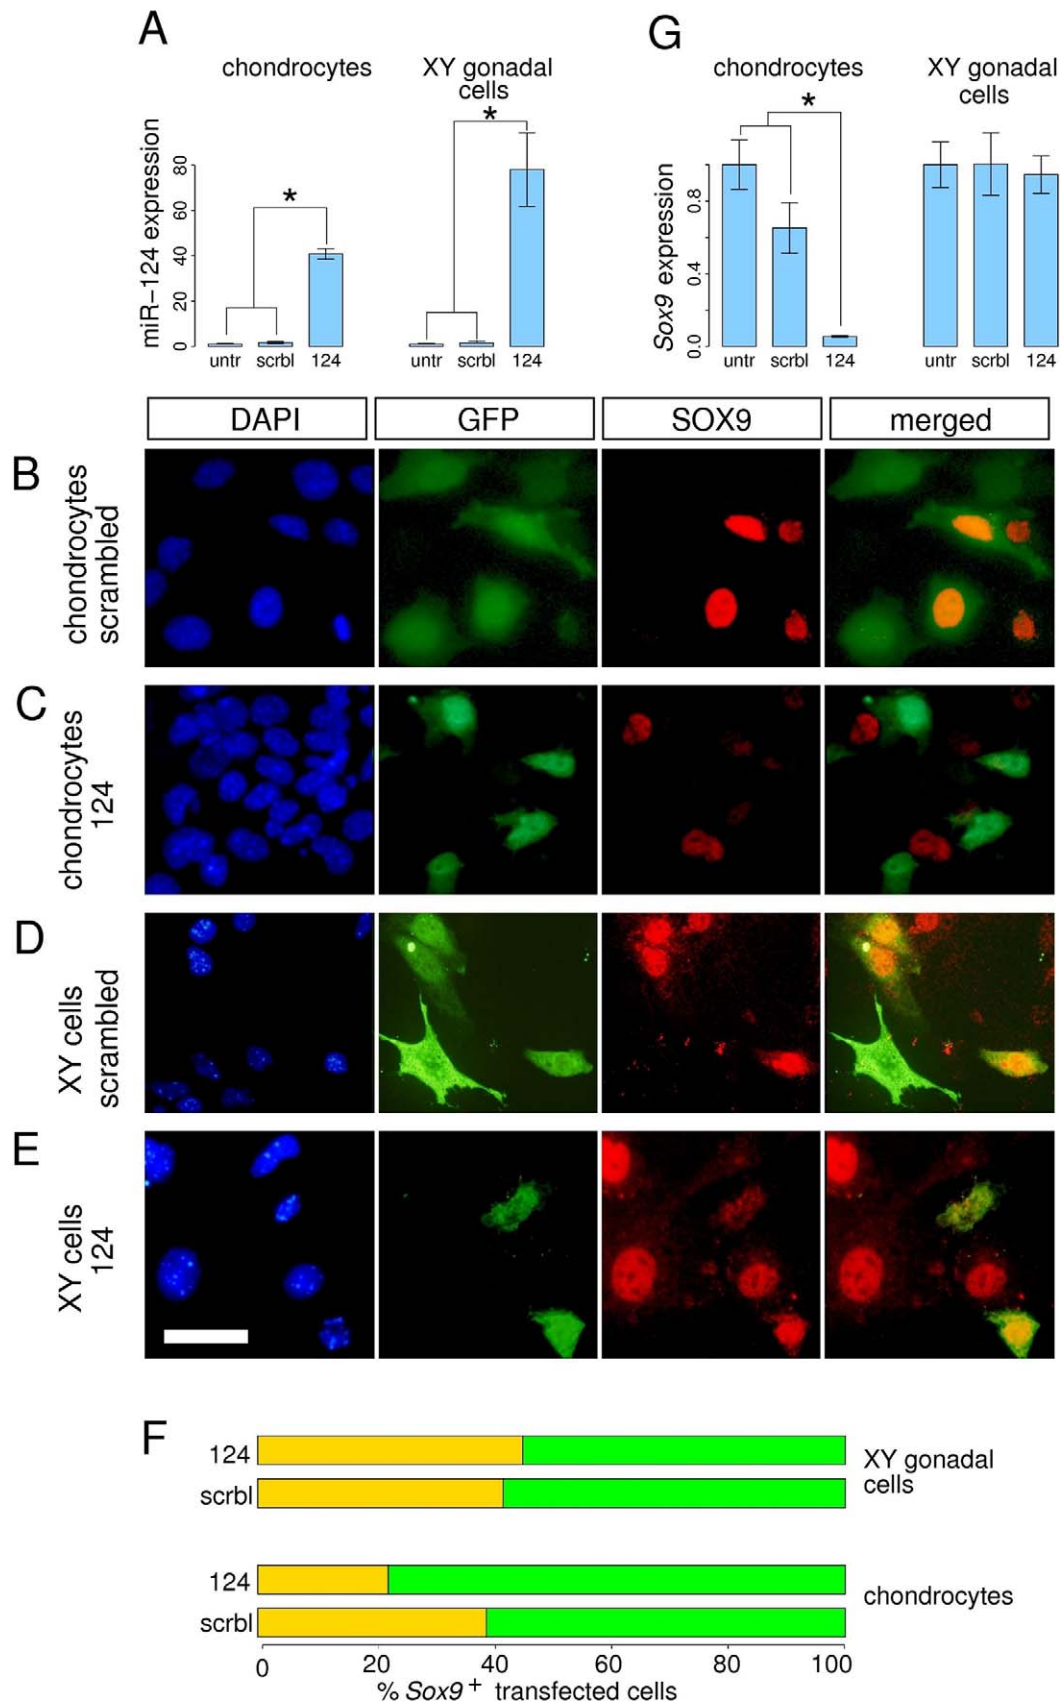 A
chondrocytes
XY gonadal
cells
*
*
miR−124 expression
0
20
40
60
80
untr
scrbl
124
untr
scrbl
124
G
chondrocytes
XY gonadal
cells
*
Sox9 expression
0.0
0.4
0.8
untr
scrbl
124
untr
scrbl
124
DAPI
GFP
SOX9
merged
B
chondrocytes
scrambled
C
chondrocytes
124
D
XY cells
scrambled
E
XY cells
124
F
124
XY gonadal
cells
scrbl
124
chondrocytes
scrbl
0
20
40
60
80
100
% Sox9 + transfected cells